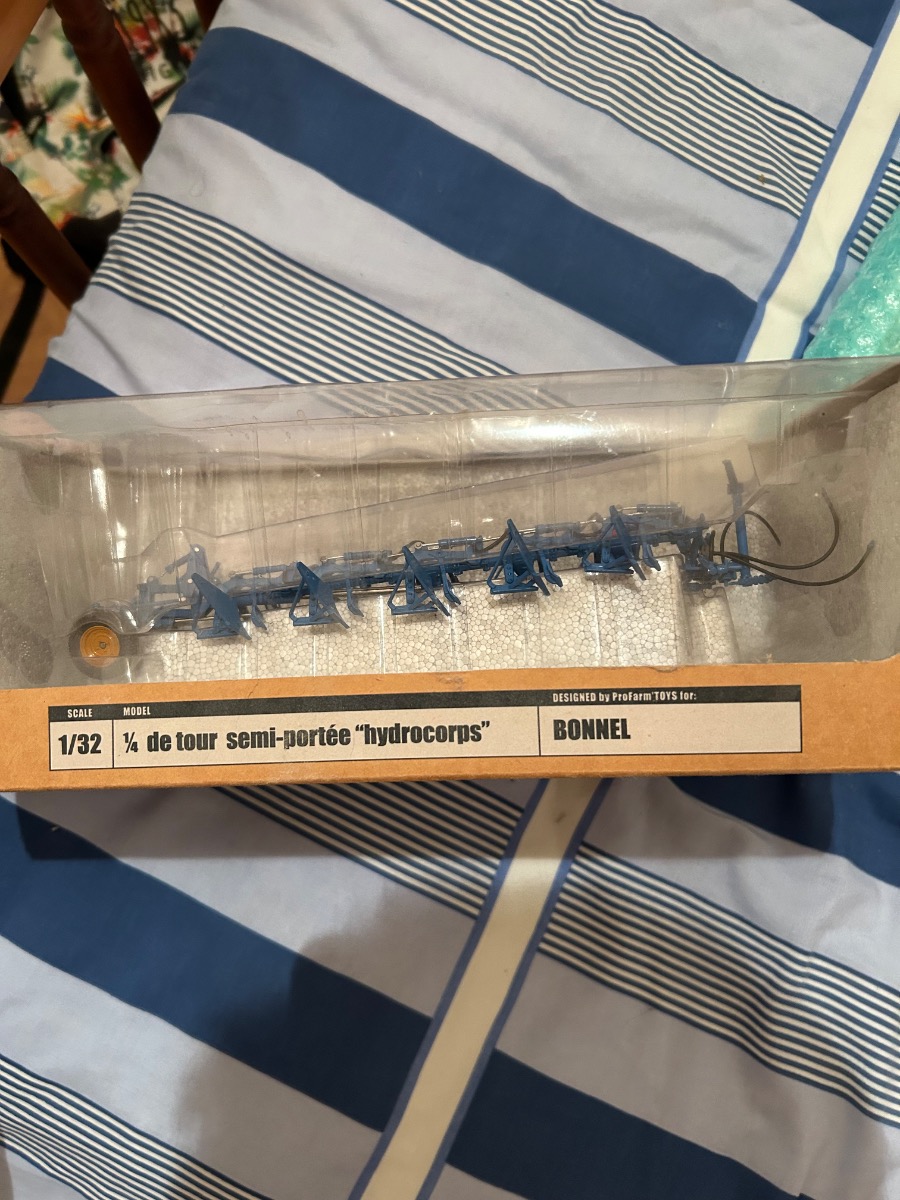 SCALE
MODEL
DESIGNED by ProFarm'TOYS for:
1/32
¼ de tour semi-portée “hydrocorps”
BONNEL